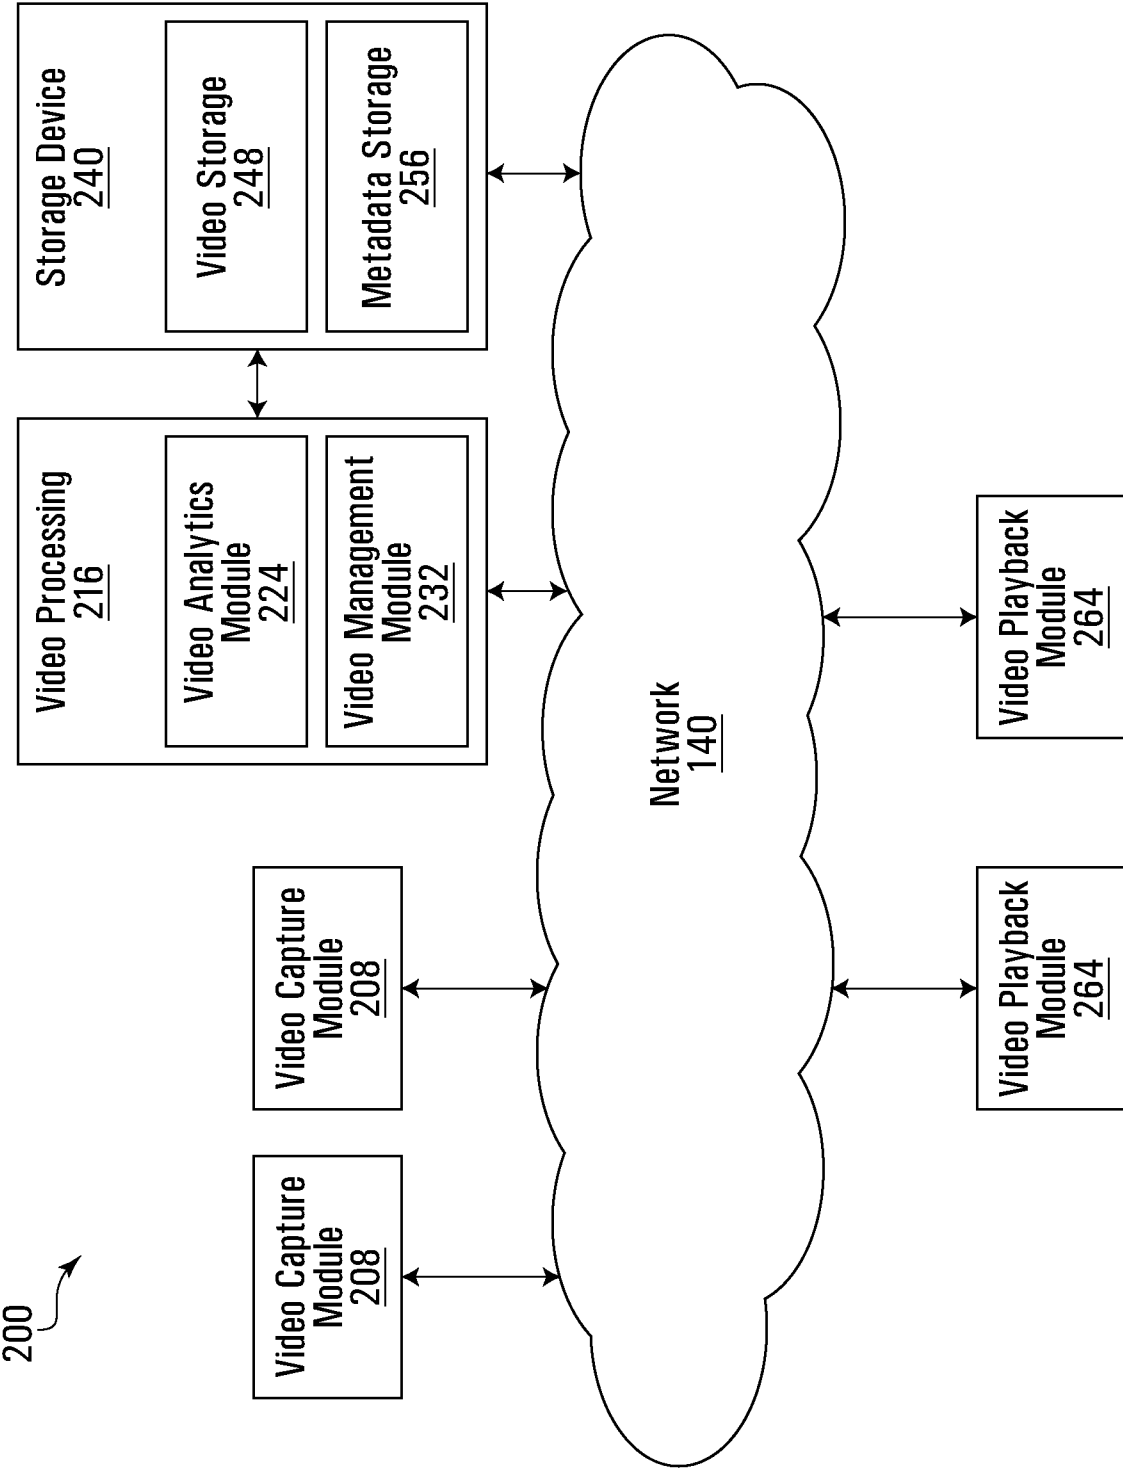 200
Video Capture
Module
208
Video Capture
Module
208
Video Processing
216
Video Analytics
Module
224
Video Management
Module
232
Storage Device
240
Video Storage
248
Metadata Storage
256
Network
140
Video Playback
Module
264
Video Playback
Module
264